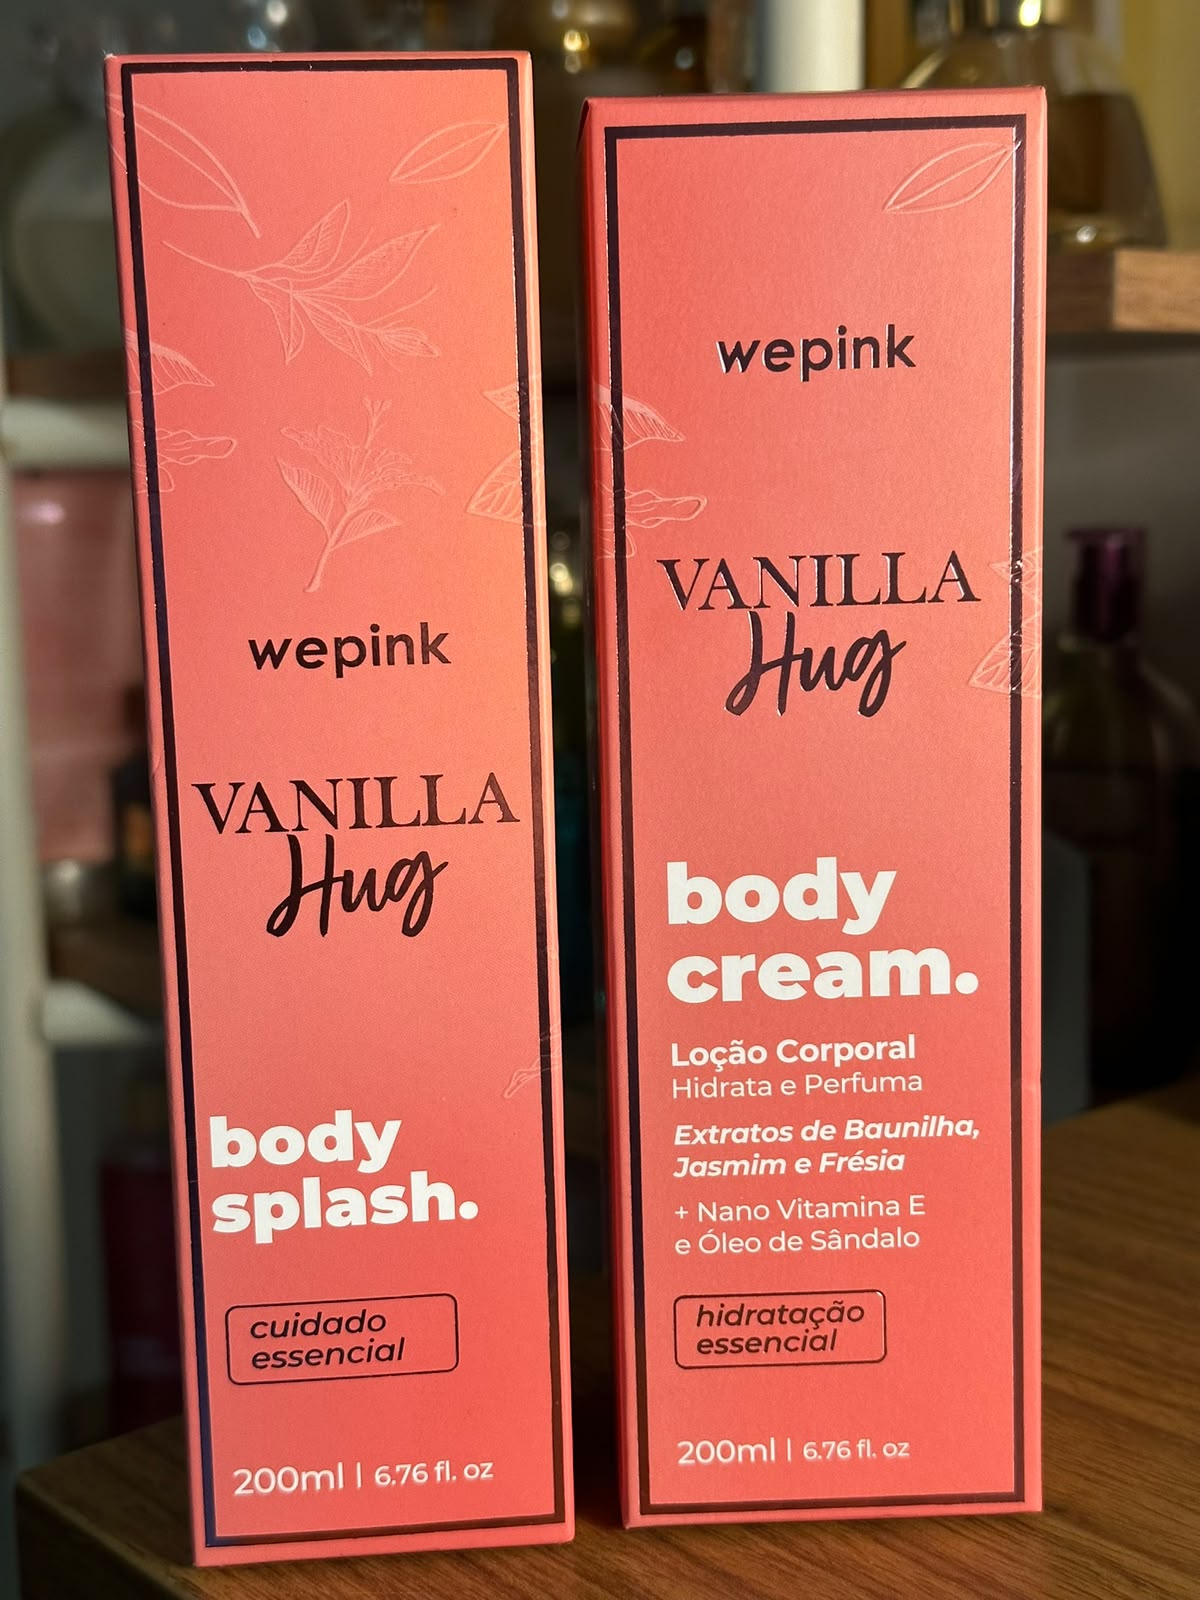 wepink
VANILLA
Hug
body
splash.
cuidado
essencial
200ml | 6.76 fl. oz
wepink
VANILLA
Hug
body
cream.
Loção Corporal
Hidrata e Perfuma
Extratos de Baunilha,
Jasmim e Frésia
+ Nano Vitamina E
e Óleo de Sândalo
hidratação
essencial
200ml | 6.76 fl. oz